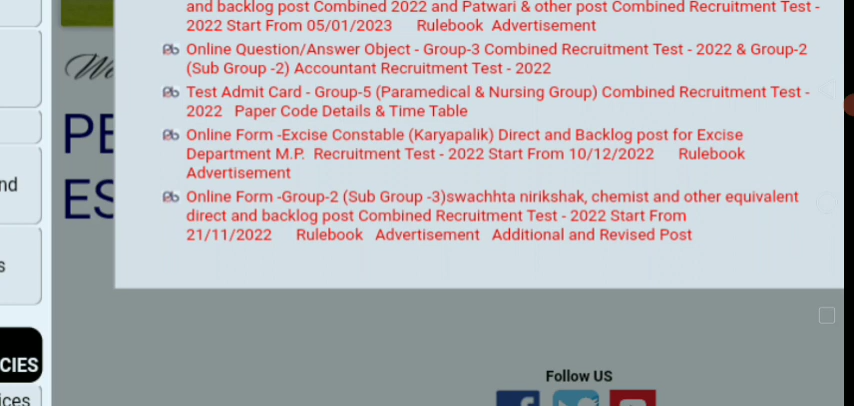 and backlog post Combined 2022 and Patwari & other post Combined Recruitment Test -
2022 Start From 05/01/2023 Rulebook Advertisement
Online Question/Answer Object - Group-3 Combined Recruitment Test - 2022 & Group-2
(Sub Group -2) Accountant Recruitment Test - 2022
Test Admit Card - Group-5 (Paramedical & Nursing Group) Combined Recruitment Test -
2022 Paper Code Details & Time Table
Online Form -Excise Constable (Karyapalik) Direct and Backlog post for Excise
Department M.P. Recruitment Test - 2022 Start From 10/12/2022 Rulebook
Advertisement
Online Form -Group-2 (Sub Group -3)swachhta nirikshak, chemist and other equivalent
direct and backlog post Combined Recruitment Test - 2022 Start From
21/11/2022 Rulebook Advertisement Additional and Revised Post
We
PE
ES
nd
s
CIES
ices
Follow US